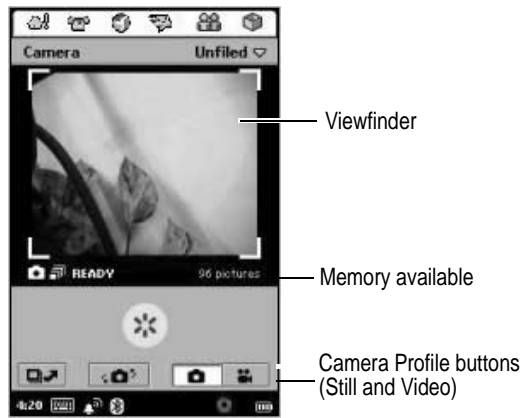 Camera Unfiled
Viewfinder
READY 96 pictures
Memory available
Camera Profile buttons
(Still and Video)
4:20